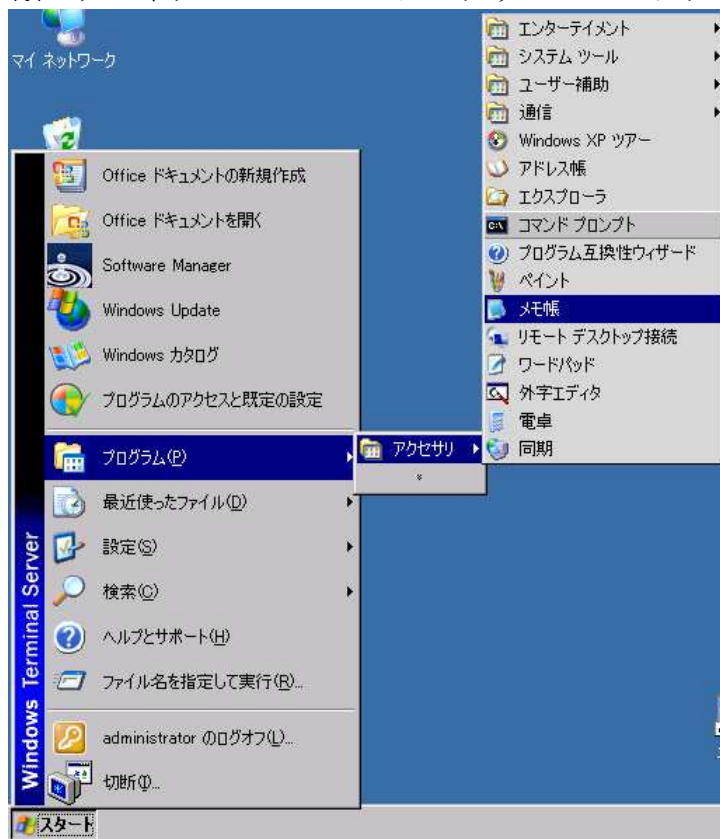 マイ ネットワーク
Office ドキュメントの新規作成
Office ドキュメントを開く
Software Manager
Windows Update
Windows カタログ
プログラムのアクセスと既定の設定
プログラム(P)
最近使ったファイル(D)
設定(S)
検索(C)
ヘルプとサポート(H)
ファイル名を指定して実行(R)...
administrator のログオフ(L)...
切断(I)...
Windows Terminal Server
スタート
アクセサリ
エンターテイメント
システム ツール
ユーザー補助
通信
Windows XP ツアー
アドレス帳
エクスプローラ
コマンド プロンプト
プログラム互換性ウィザード
ペイント
メモ帳
リモート デスクトップ接続
ワードパッド
外字エディタ
電卓
同期